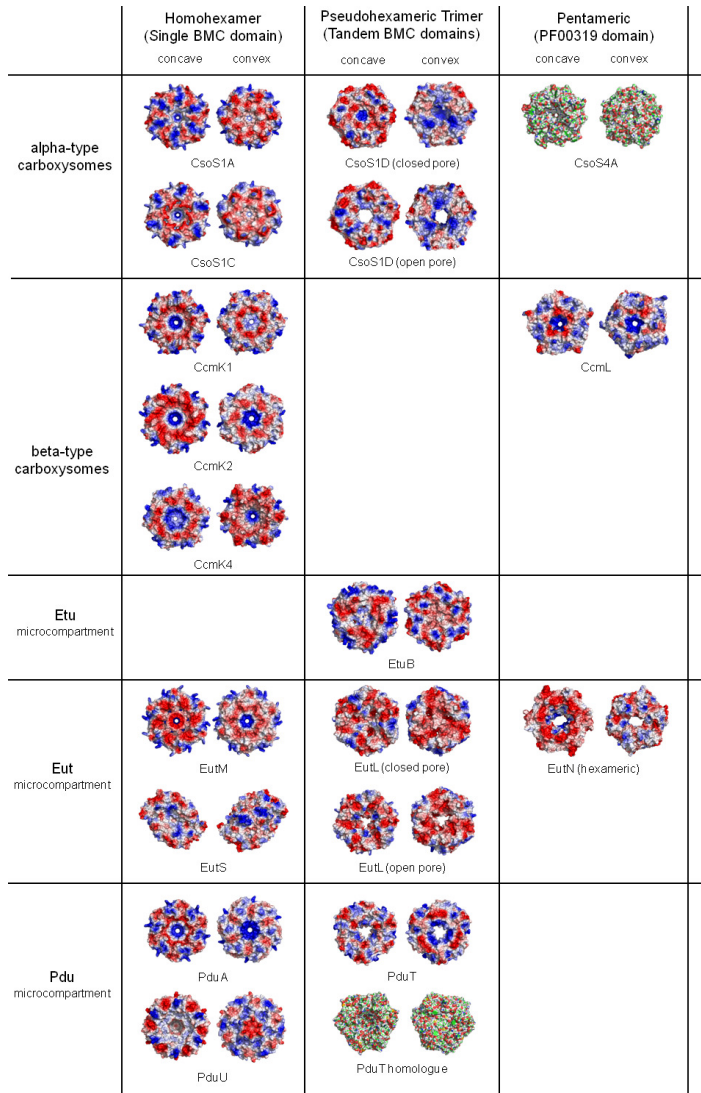 Homohexamer
(Single BMC domain)
Pseudohexameric Trimer
(Tandem BMC domains)
Pentameric
(PF00319 domain)
concave convex
concave convex
concave convex
alpha-type
carboxysomes
CsoS1A
CsoS1D (closed pore)
CsoS4A
CsoS1C
CsoS1D (open pore)
beta-type
carboxysomes
CcmK1
CcmL
CcmK2
CcmK4
Etu
microcompartment
EtuB
Eut
microcompartment
EutM
EutL (closed pore)
EutN (hexameric)
EutS
EutL (open pore)
Pdu
microcompartment
PduA
PduT
PduU
PduT homologue